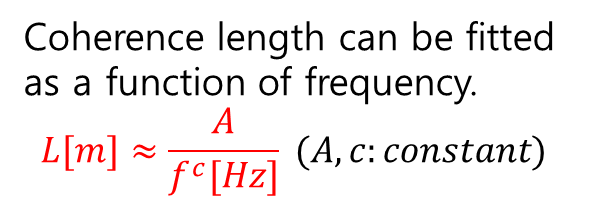 Coherence length can be fitted
as a function of frequency.
L[m] ≈ A / f^c [Hz] (A, c: constant)